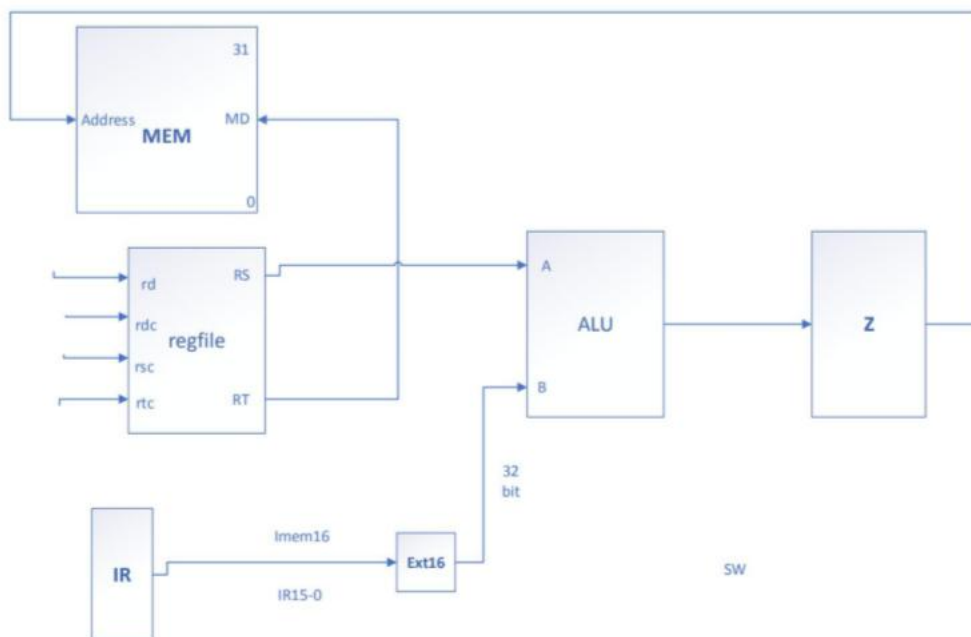 31
Address
MD
MEM
0
rd
RS
rdc
regfile
rsc
rtc
RT
A
ALU
B
Z
32
bit
Imem16
IR
Ext16
IR15-0
SW